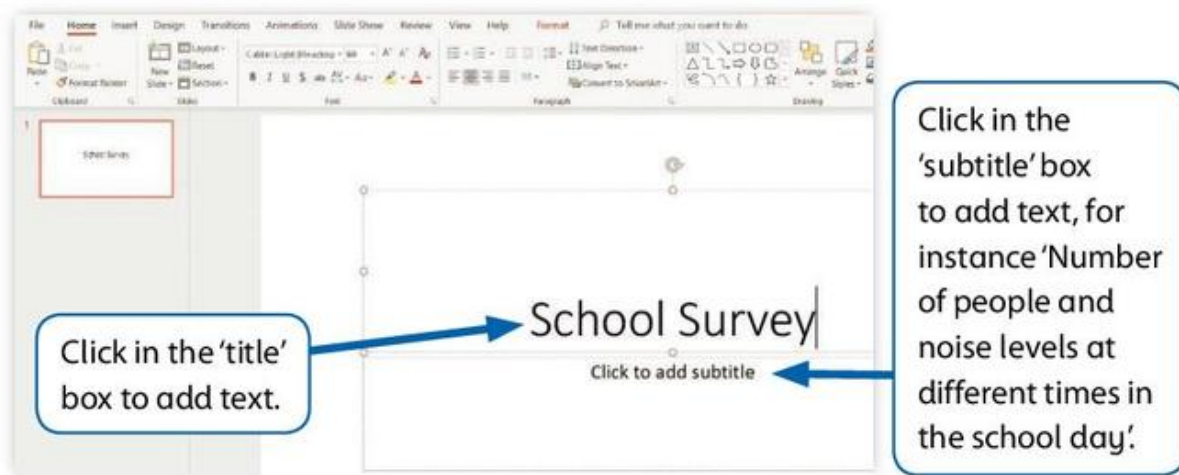 File Home Insert Design Transitions Animations Slide Show Review View Help Format Tell me what you want to do
Cut Layout
Copy Reset
Paste Format Painter New Slide Section
Text Direction
Align Text
Convert to SmartArt
Arrange Quick Styles
Clipboard Slides Font Paragraph Drawing
1
School Survey
School Survey
Click to add subtitle
Click in the 'title'
box to add text.
Click in the
'subtitle' box
to add text, for
instance 'Number
of people and
noise levels at
different times in
the school day'.